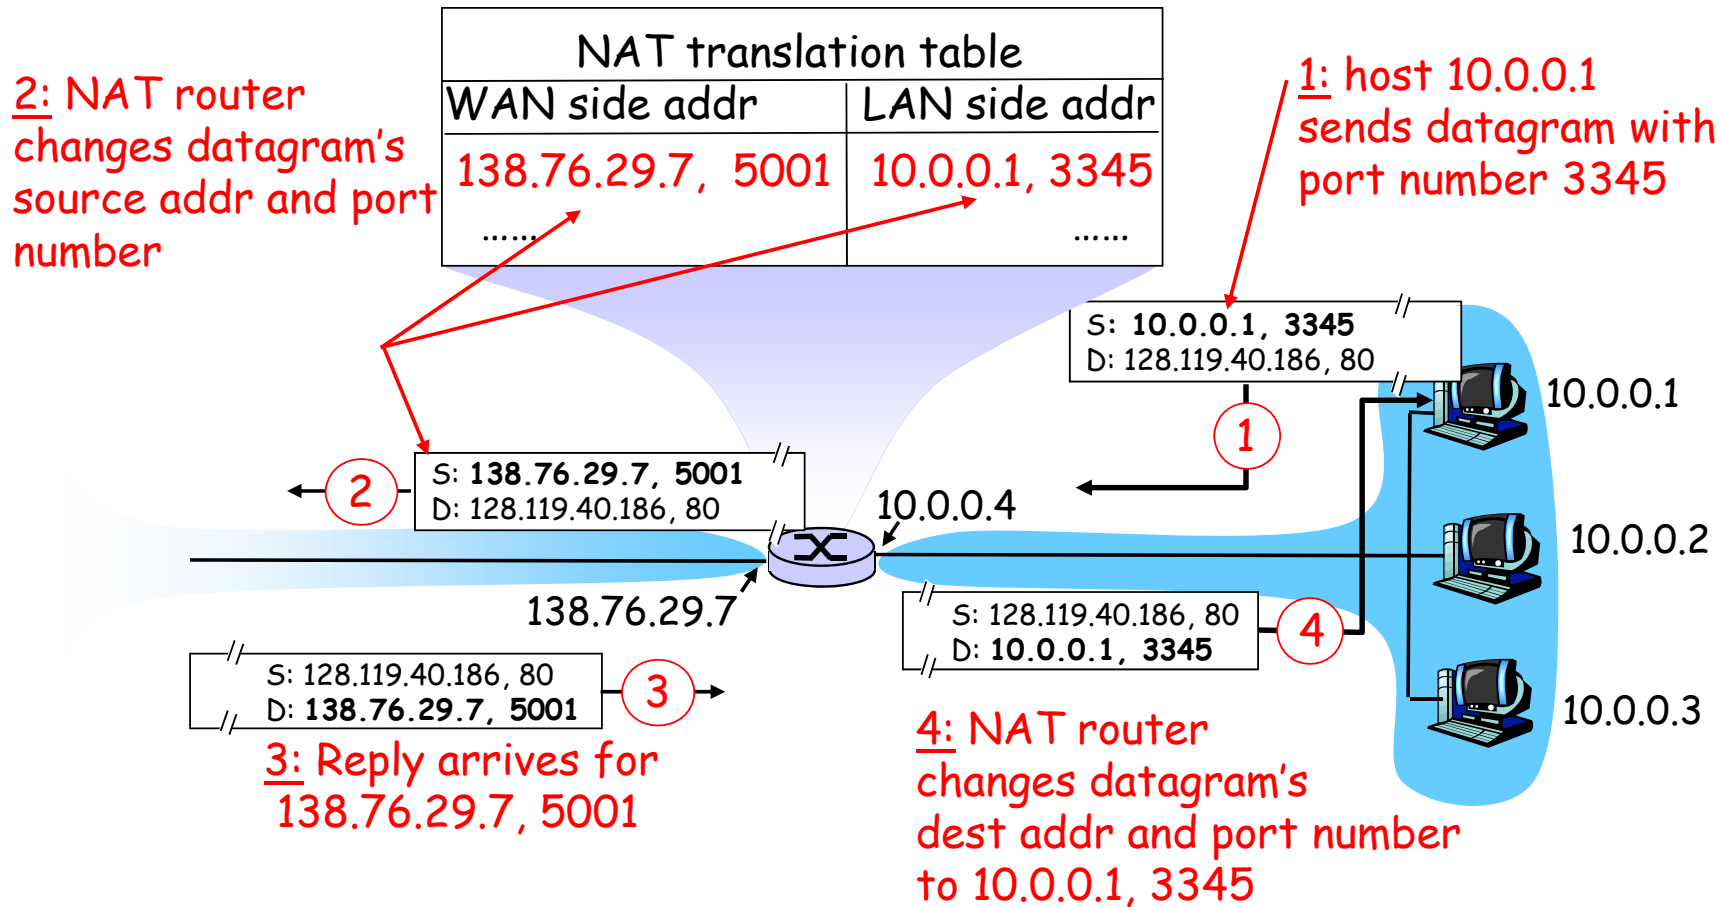 NAT translation table
WAN side addr
LAN side addr
138.76.29.7, 5001
10.0.0.1, 3345
......
......
2: NAT router
changes datagram's
source addr and port
number
1: host 10.0.0.1
sends datagram with
port number 3345
S: 10.0.0.1, 3345
D: 128.119.40.186, 80
1
10.0.0.1
S: 138.76.29.7, 5001
D: 128.119.40.186, 80
2
10.0.0.4
10.0.0.2
138.76.29.7
S: 128.119.40.186, 80
D: 10.0.0.1, 3345
4
S: 128.119.40.186, 80
D: 138.76.29.7, 5001
3
10.0.0.3
3: Reply arrives for
138.76.29.7, 5001
4: NAT router
changes datagram's
dest addr and port number
to 10.0.0.1, 3345